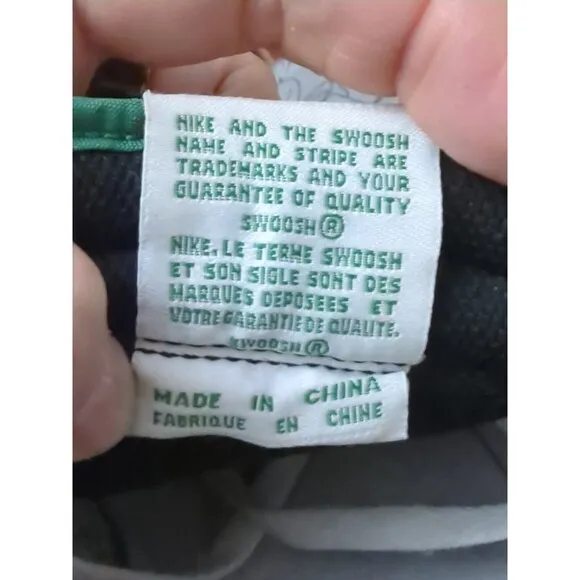 NIKE AND THE SWOOSH
NAME AND STRIPE ARE
TRADEMARKS AND YOUR
GUARANTEE OF QUALITY
SWOOSH®
NIKE, LE TERME SWOOSH
ET SON SIGLE SONT DES
MARQUES DEPOSEES ET
VOTRE GARANTIE DE QUALITE.
SWOOSH®
MADE IN CHINA
FABRIQUE EN CHINE